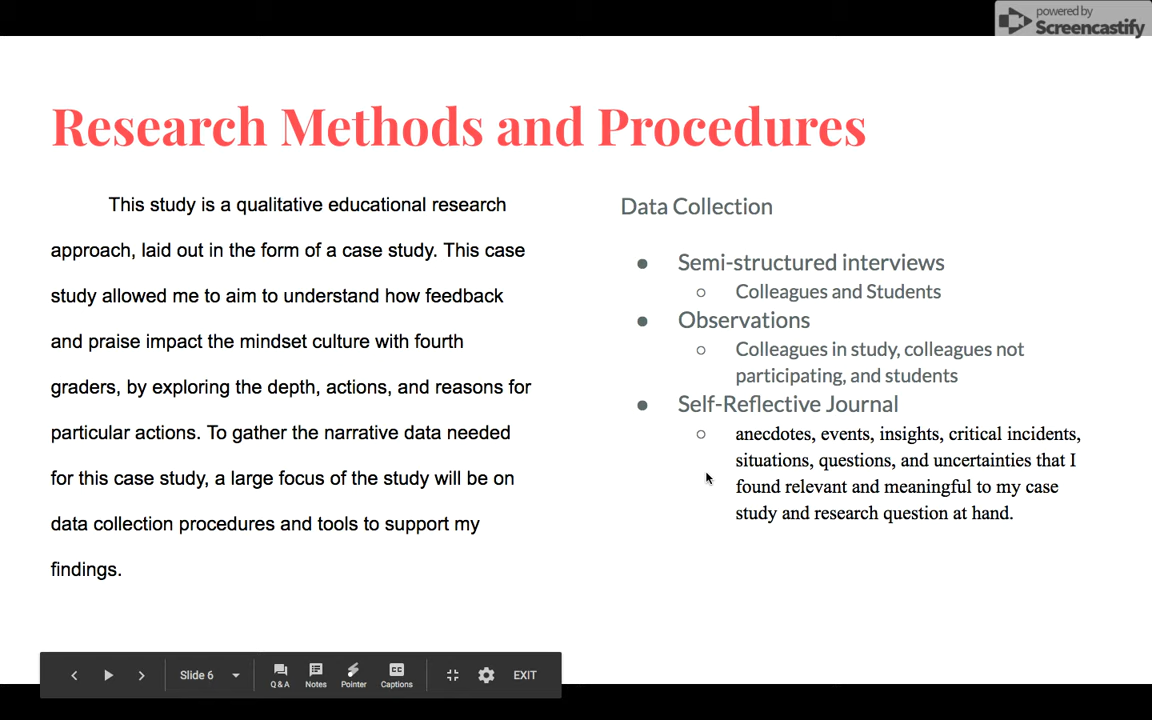 powered by
Screencastify
Research Methods and Procedures
This study is a qualitative educational research
approach, laid out in the form of a case study. This case
study allowed me to aim to understand how feedback
and praise impact the mindset culture with fourth
graders, by exploring the depth, actions, and reasons for
particular actions. To gather the narrative data needed
for this case study, a large focus of the study will be on
data collection procedures and tools to support my
findings.
Data Collection
● Semi-structured interviews
○ Colleagues and Students
● Observations
○ Colleagues in study, colleagues not
participating, and students
● Self-Reflective Journal
○ anecdotes, events, insights, critical incidents,
situations, questions, and uncertainties that I
found relevant and meaningful to my case
study and research question at hand.
Slide 6
Q & A
Notes
Pointer
CC
Captions
EXIT